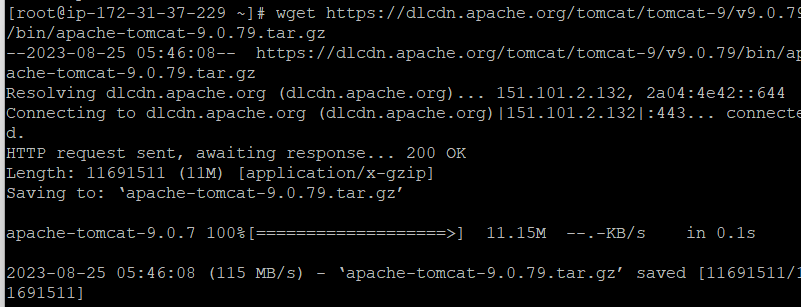 [root@ip-172-31-37-229 ~]# wget https://dlcdn.apache.org/tomcat/tomcat-9/v9.0.79
/bin/apache-tomcat-9.0.79.tar.gz
--2023-08-25 05:46:08--  https://dlcdn.apache.org/tomcat/tomcat-9/v9.0.79/bin/ap
ache-tomcat-9.0.79.tar.gz
Resolving dlcdn.apache.org (dlcdn.apache.org)... 151.101.2.132, 2a04:4e42::644
Connecting to dlcdn.apache.org (dlcdn.apache.org)|151.101.2.132|:443... connecte
d.
HTTP request sent, awaiting response... 200 OK
Length: 11691511 (11M) [application/x-gzip]
Saving to: ‘apache-tomcat-9.0.79.tar.gz’
apache-tomcat-9.0.7 100%[===================>]  11.15M  --.-KB/s    in 0.1s
2023-08-25 05:46:08 (115 MB/s) - ‘apache-tomcat-9.0.79.tar.gz’ saved [11691511/1
1691511]